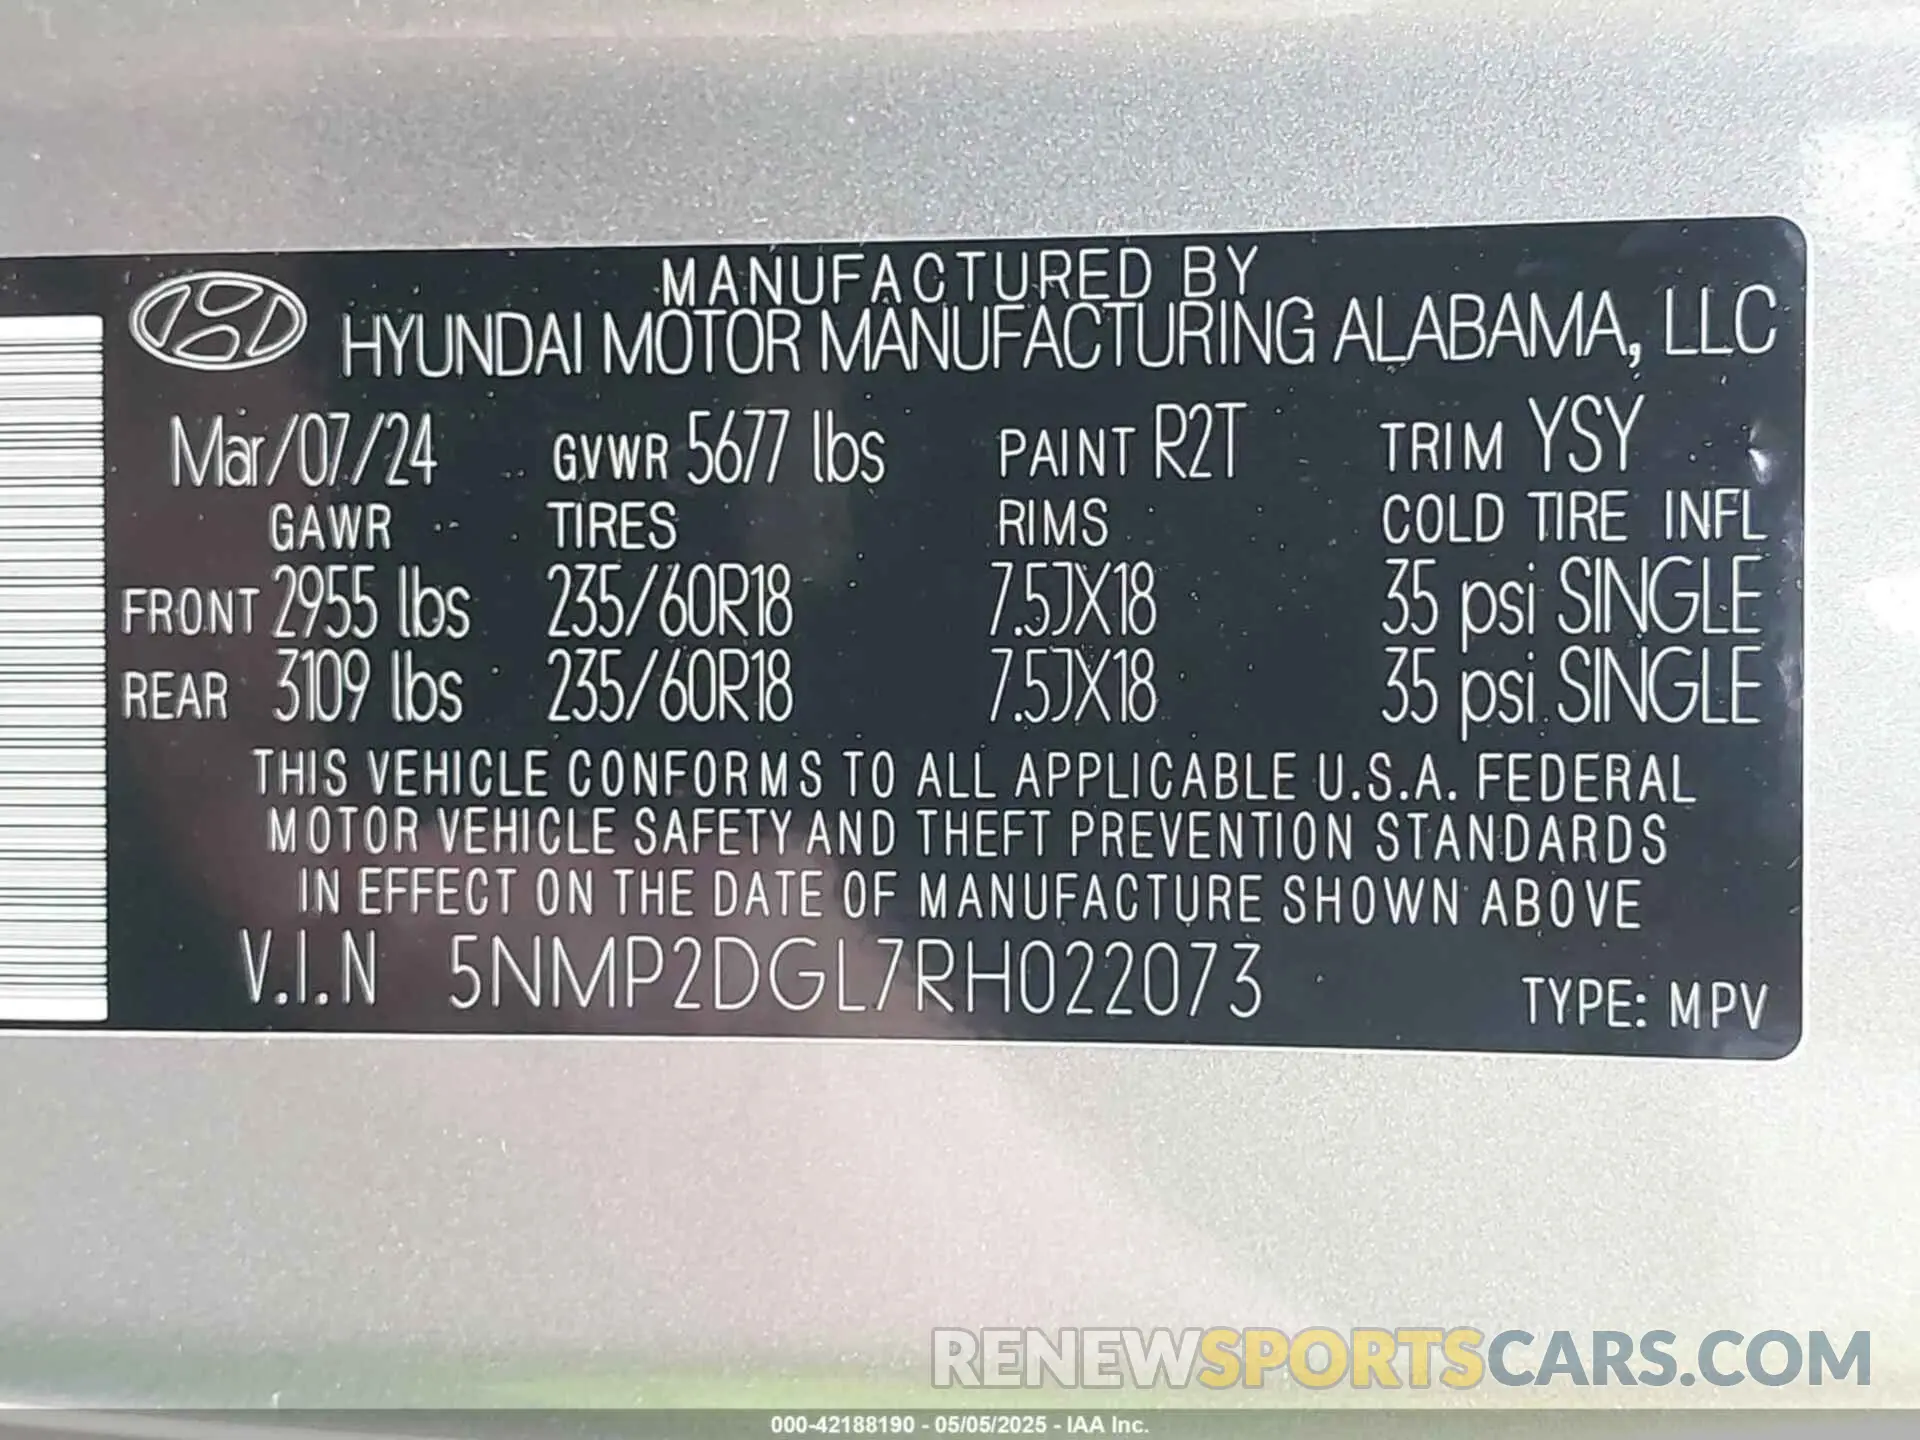 MANUFACTURED BY
HYUNDAI MOTOR MANUFACTURING ALABAMA, LLC
Mar/07/24 GVWR 5677 lbs PAINT R2T TRIM YSY
GAWR TIRES RIMS COLD TIRE INFL
FRONT 2955 lbs 235/60R18 7.5JX18 35 psi SINGLE
REAR 3109 lbs 235/60R18 7.5JX18 35 psi SINGLE
THIS VEHICLE CONFORMS TO ALL APPLICABLE U.S.A. FEDERAL
MOTOR VEHICLE SAFETY AND THEFT PREVENTION STANDARDS
IN EFFECT ON THE DATE OF MANUFACTURE SHOWN ABOVE
V.I.N 5NMP2DGL7RH022073 TYPE: MPV
RENEWSPORTSCARS.COM
000-42188190 - 05/05/2025 - IAA Inc.